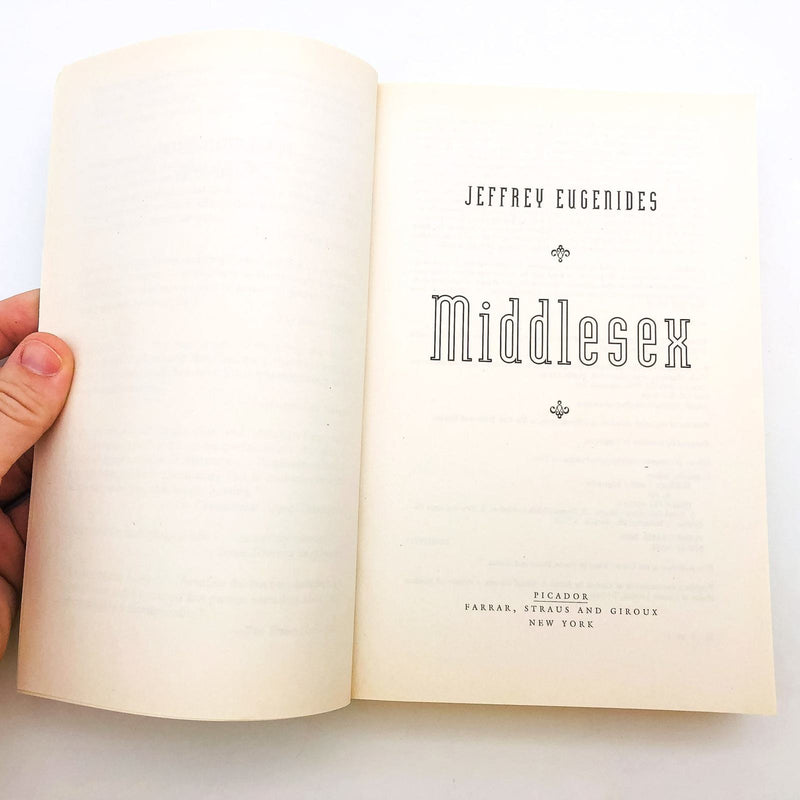 JEFFREY EUGENIDES
Middlesex
PICADOR
FARRAR, STRAUS AND GIROUX
NEW YORK